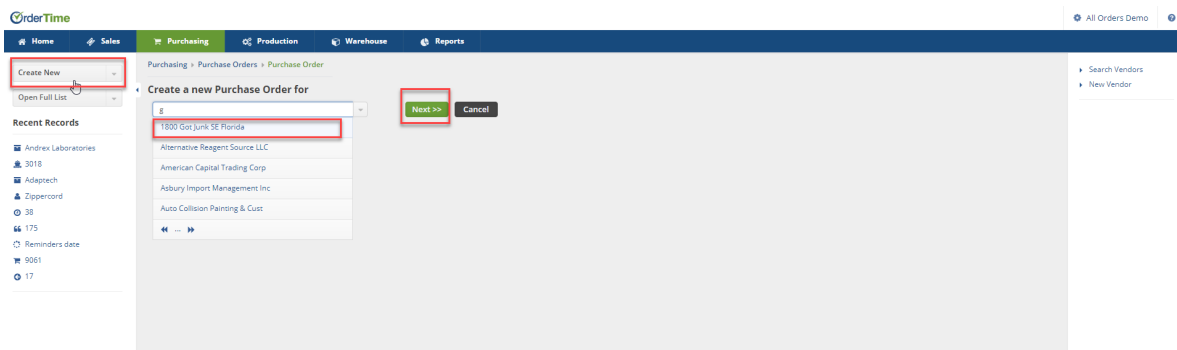 OrderTime
All Orders Demo
Home Sales Purchasing Production Warehouse Reports
Create New
Open Full List
Recent Records
Andrex Laboratories
3018
Adaptech
Zippercord
38
175
Reminders date
9061
17
Purchasing Purchase Orders Purchase Order
Create a new Purchase Order for
g
Next >> Cancel
1800 Got Junk SE Florida
Alternative Reagent Source LLC
American Capital Trading Corp
Asbury Import Management Inc
Auto Collision Painting & Cust
...
Search Vendors
New Vendor